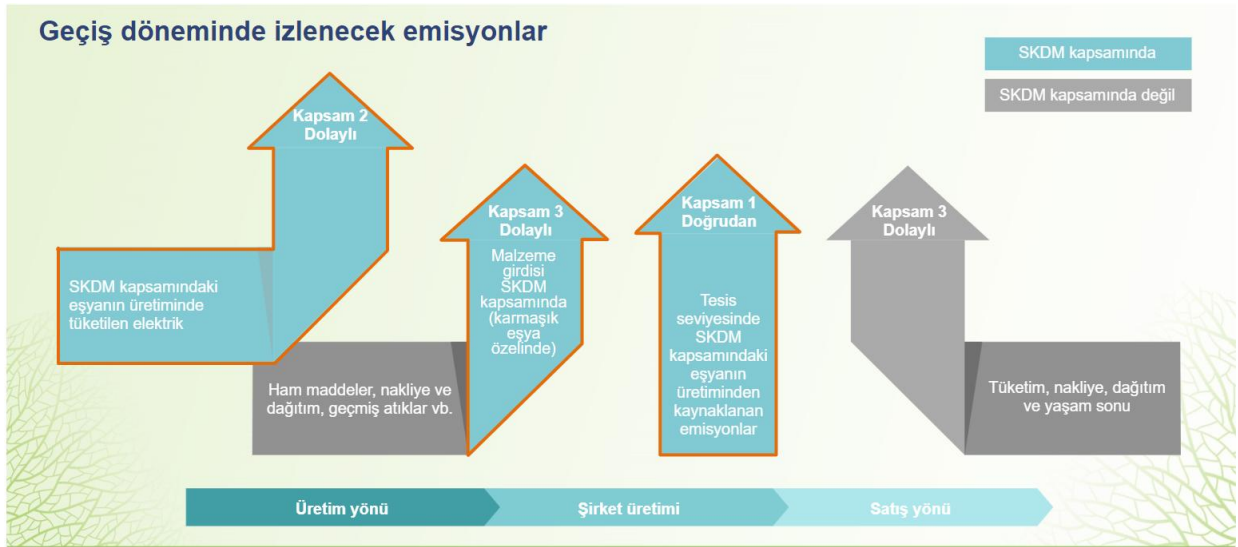 Geçiş döneminde izlenecek emisyonlar
SKDM kapsamında
SKDM kapsamında değil
Kapsam 2
Dolaylı
SKDM kapsamındaki
eşyanın üretiminde
tüketilen elektrik
Ham maddeler, nakliye ve
dağıtım, geçmiş atıklar vb.
Kapsam 3
Dolaylı
Malzeme
girdisi
SKDM
kapsamında
(karmaşık
eşya
özelinde)
Kapsam 1
Doğrudan
Tesis
seviyesinde
SKDM
kapsamındaki
eşyanın
üretiminden
kaynaklanan
emisyonlar
Kapsam 3
Dolaylı
Tüketim, nakliye, dağıtım
ve yaşam sonu
Üretim yönü
Şirket üretimi
Satış yönü